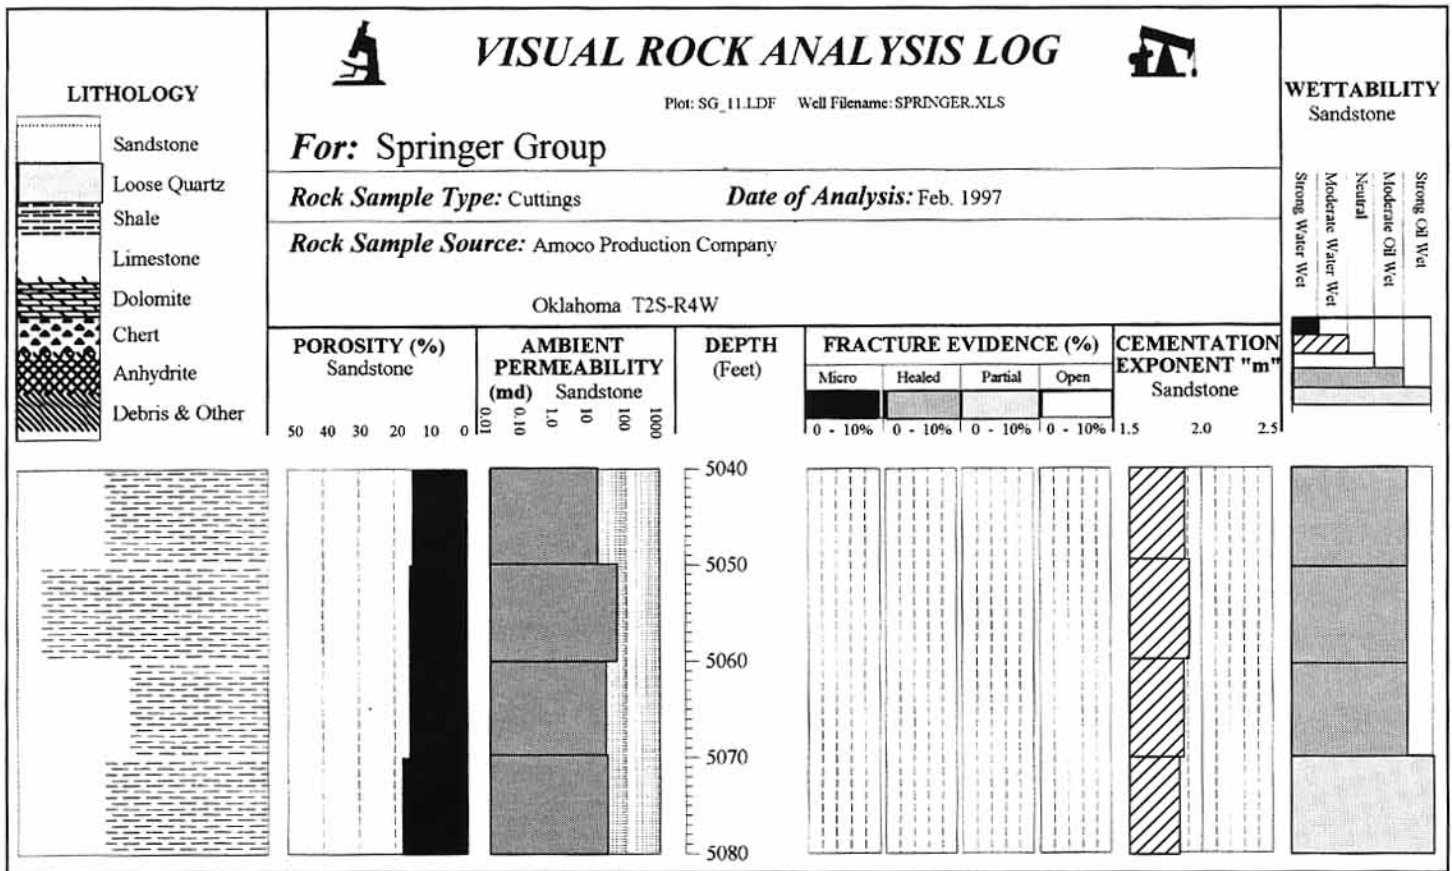 VISUAL ROCK ANALYSIS LOG
Plot: SG_11.LDF Well Filename: SPRINGER.XLS
For: Springer Group
Rock Sample Type: Cuttings Date of Analysis: Feb. 1997
Rock Sample Source: Amoco Production Company
Oklahoma T2S-R4W
LITHOLOGY
Sandstone
Loose Quartz
Shale
Limestone
Dolomite
Chert
Anhydrite
Debris & Other
POROSITY (%)
Sandstone
50 40 30 20 10 0
AMBIENT
PERMEABILITY
(md) Sandstone
0.01 0.10 1.0 10 100 1000
DEPTH
(Feet)
FRACTURE EVIDENCE (%)
Micro Healed Partial Open
0 - 10% 0 - 10% 0 - 10% 0 - 10%
CEMENTATION
EXPONENT "m"
Sandstone
1.5 2.0 2.5
WETTABILITY
Sandstone
Strong Water Wet
Moderate Water Wet
Neutral
Moderate Oil Wet
Strong Oil Wet
5040
5050
5060
5070
5080